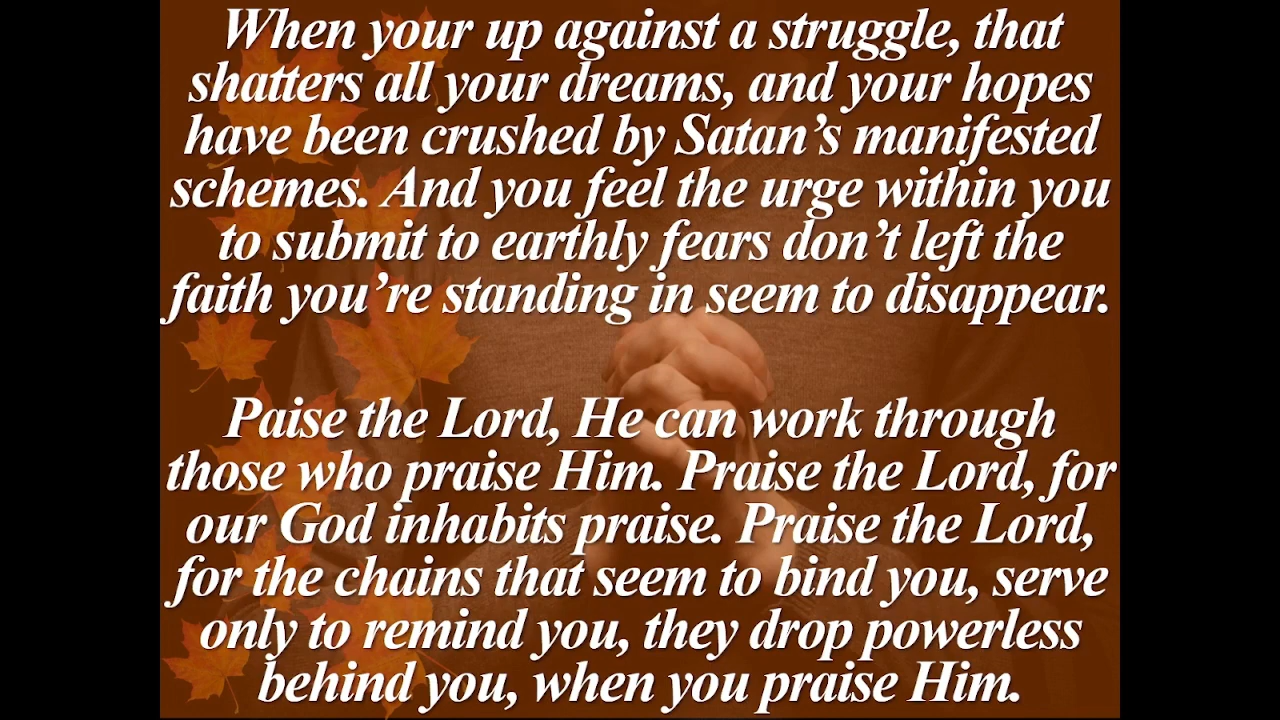 When your up against a struggle, that
shatters all your dreams, and your hopes
have been crushed by Satan’s manifested
schemes. And you feel the urge within you
to submit to earthly fears don’t left the
faith you’re standing in seem to disappear.
Paise the Lord, He can work through
those who praise Him. Praise the Lord, for
our God inhabits praise. Praise the Lord,
for the chains that seem to bind you, serve
only to remind you, they drop powerless
behind you, when you praise Him.